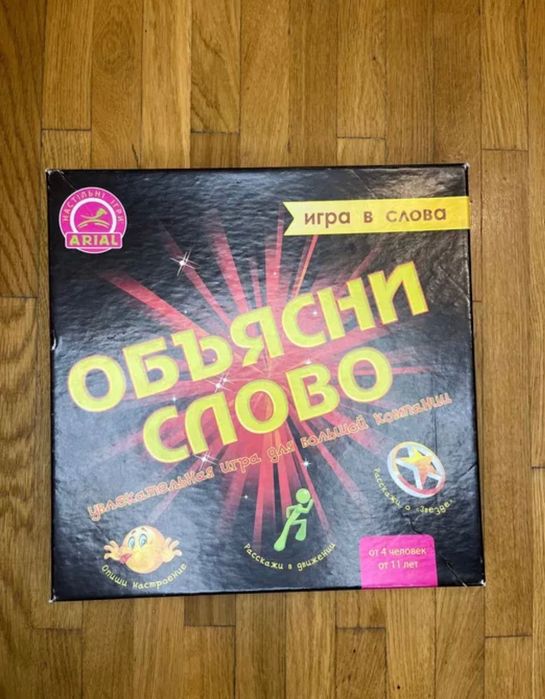 НАСТІЛЬНІ ІГРИ
ARIAL
игра в слова
ОБЪЯСНИ
СЛОВО
увлекательная игра для большой компании
Опиши настроение
Расскажи в движении
Расскажи о «Звезде»
от 4 человек
от 11 лет